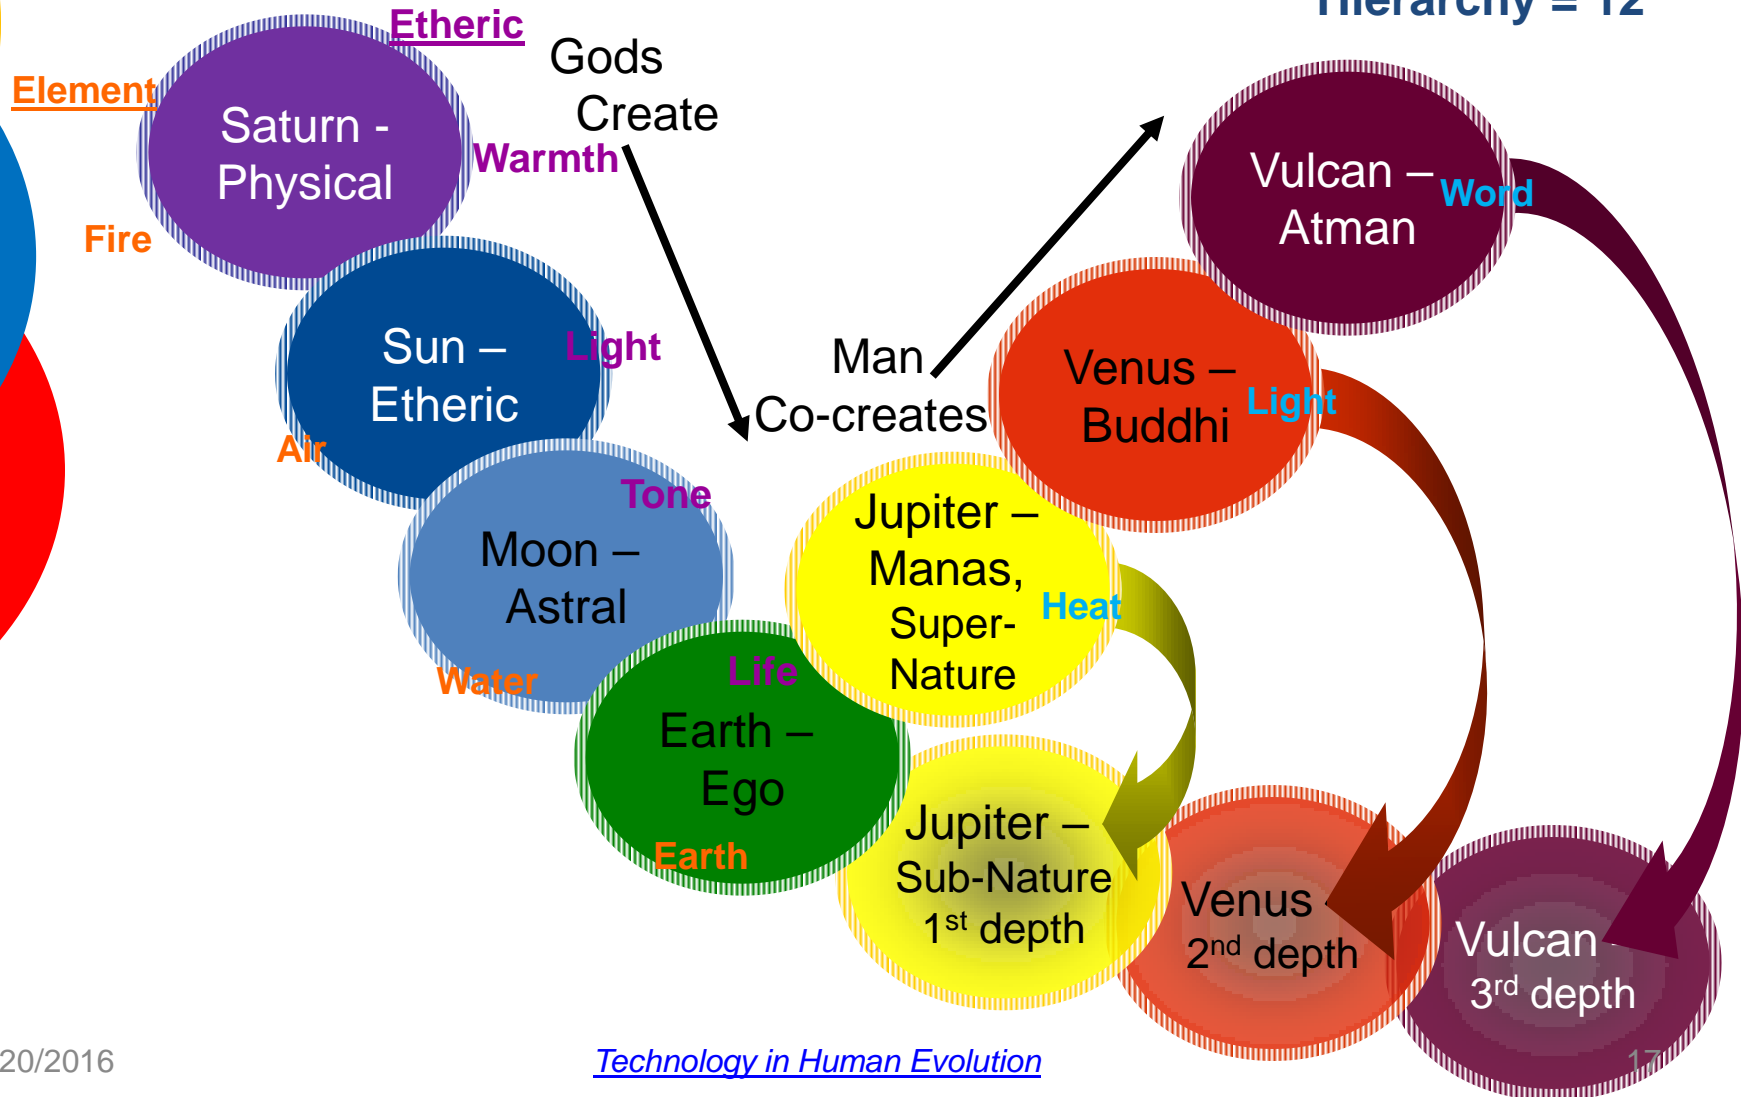 Hierarchy = 12
Etheric
Element
Gods
Create
Saturn -
Physical
Warmth
Fire
Vulcan –
Atman
Word
Sun –
Etheric
Light
Air
Man
Co-creates
Venus –
Buddhi
Light
Moon –
Astral
Tone
Water
Jupiter –
Manas,
Super-
Nature
Heat
Life
Earth –
Ego
Earth
Jupiter –
Sub-Nature
1st depth
Venus -
2nd depth
Vulcan -
3rd depth
20/2016
Technology in Human Evolution
17